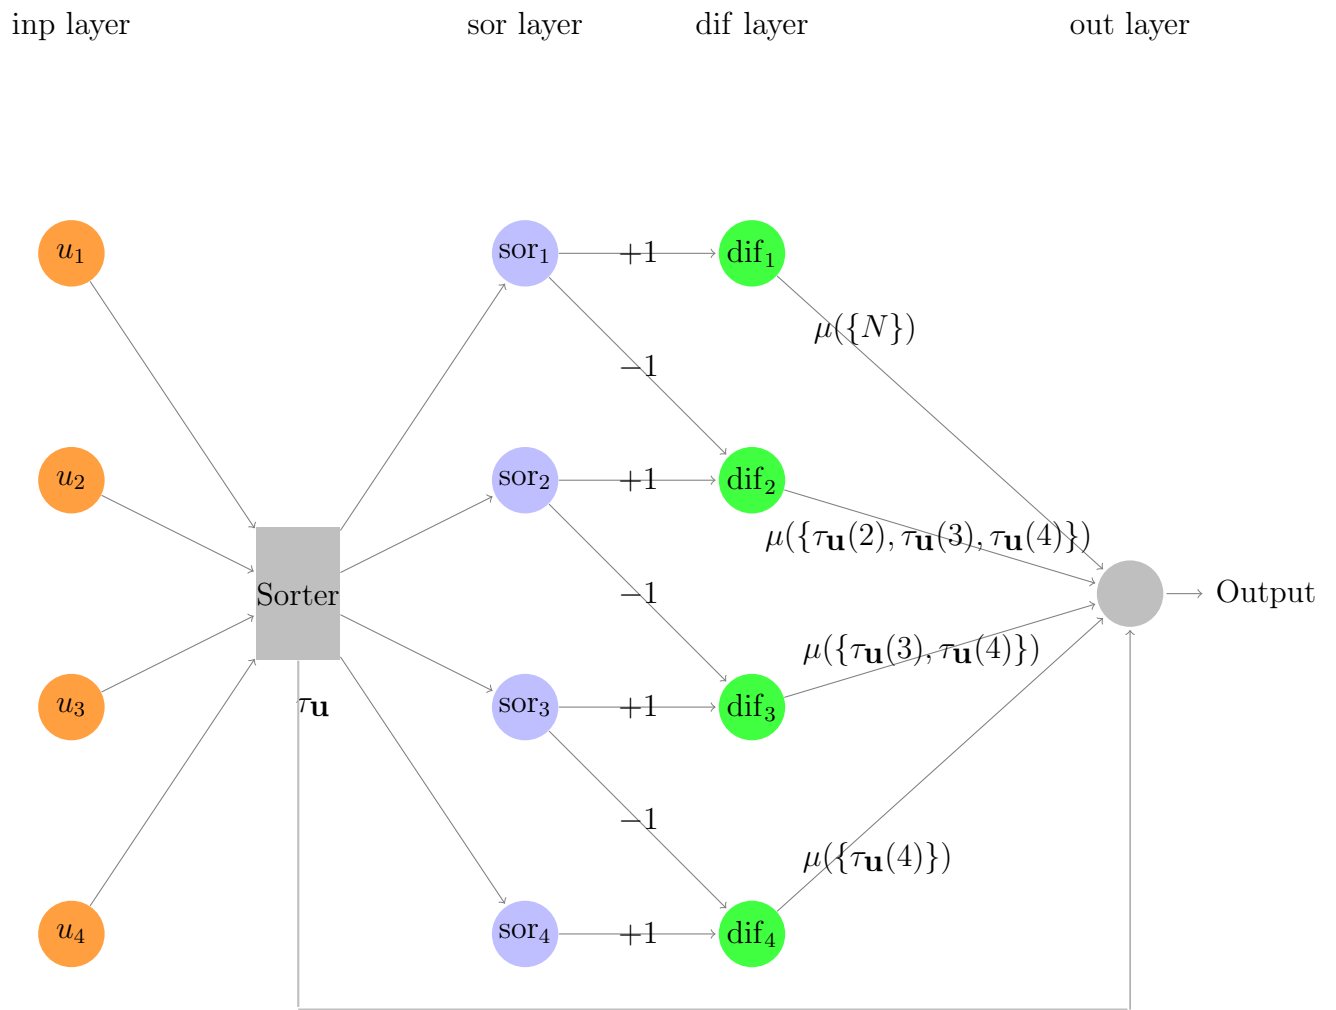 inp layer sor layer dif layer out layer
u₁ sor₁ +1 dif₁
μ({N})
−1
u₂ sor₂ +1 dif₂
μ({τ𝐮(2), τ𝐮(3), τ𝐮(4)})
Sorter −1 Output
μ({τ𝐮(3), τ𝐮(4)})
u₃ τ𝐮 sor₃ +1 dif₃
−1
μ({τ𝐮(4)})
u₄ sor₄ +1 dif₄